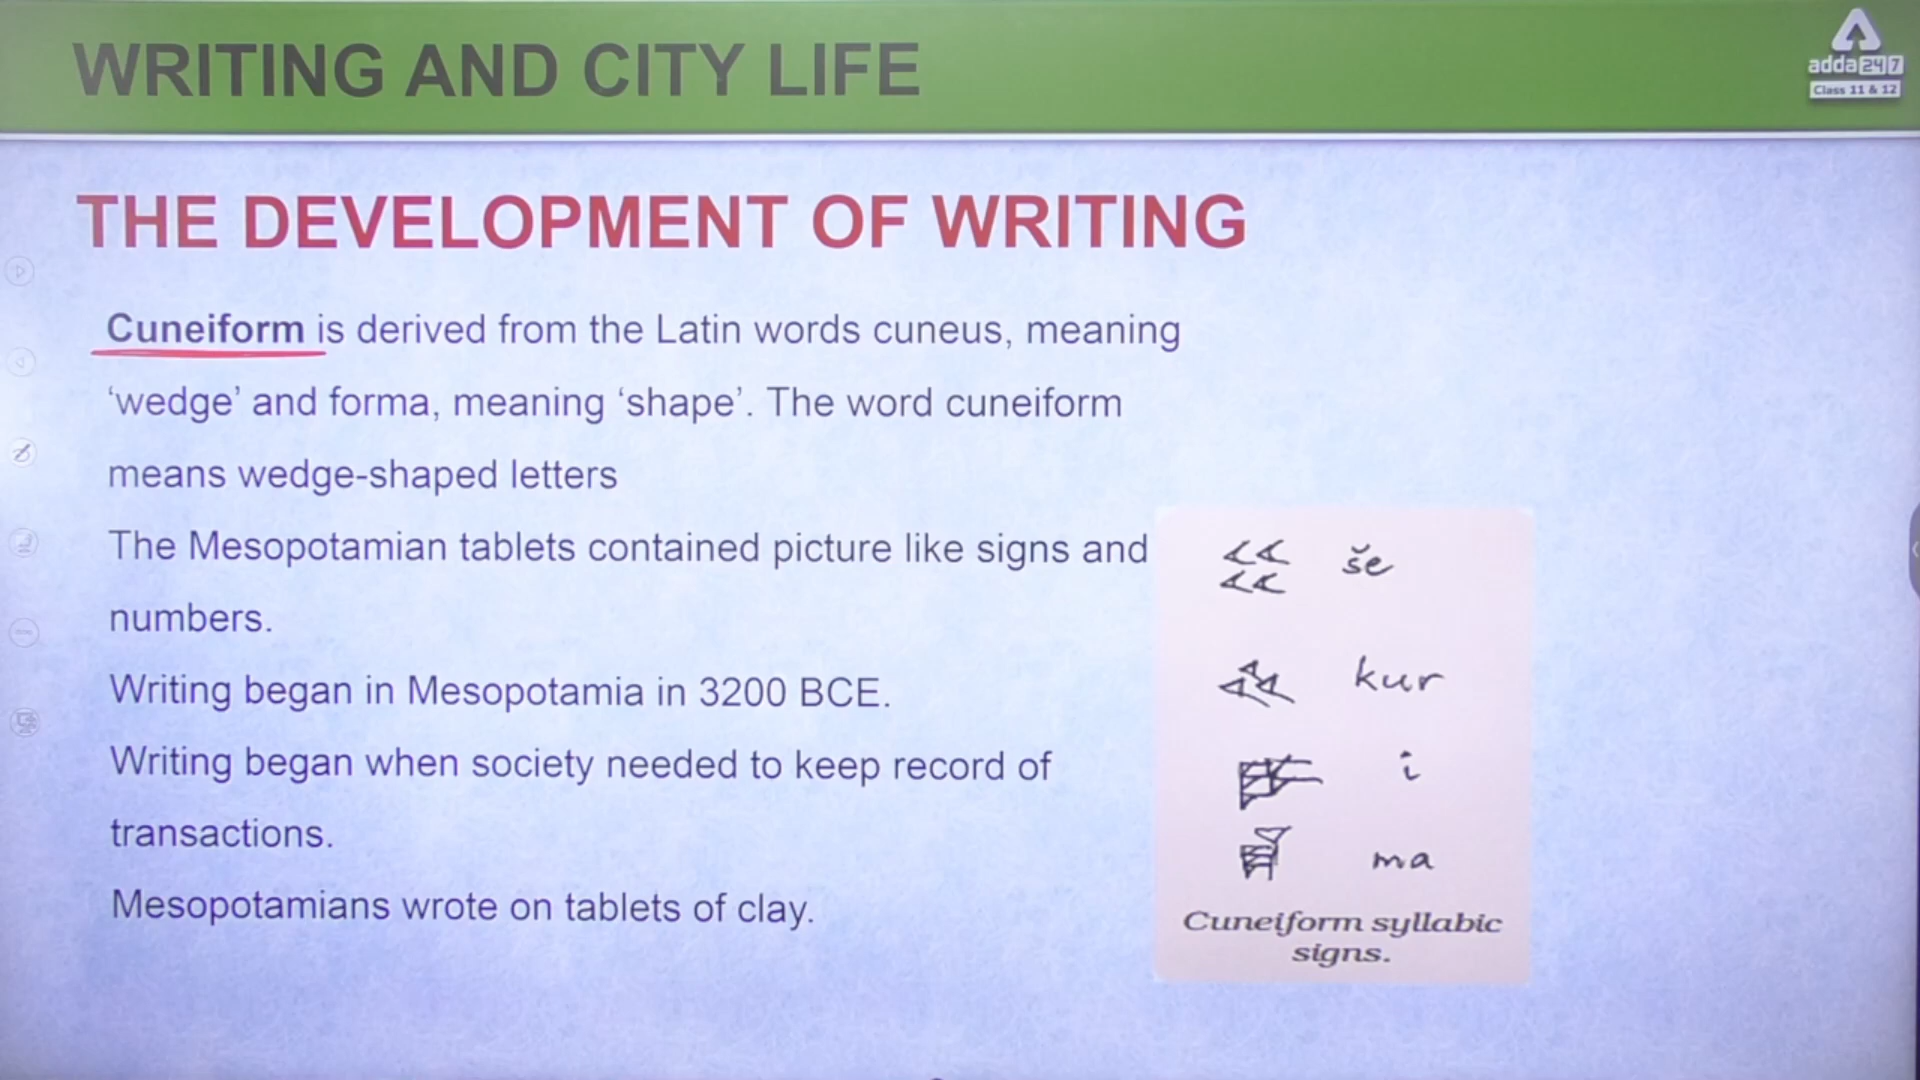 WRITING AND CITY LIFE
adda247
Class 11 & 12
THE DEVELOPMENT OF WRITING
Cuneiform is derived from the Latin words cuneus, meaning
‘wedge’ and forma, meaning ‘shape’. The word cuneiform
means wedge-shaped letters
The Mesopotamian tablets contained picture like signs and
numbers.
Writing began in Mesopotamia in 3200 BCE.
Writing began when society needed to keep record of
transactions.
Mesopotamians wrote on tablets of clay.
še
kur
i
ma
Cuneiform syllabic
signs.